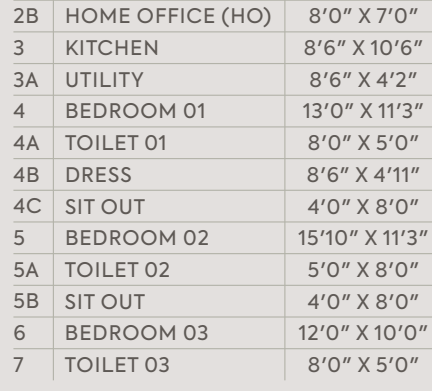 2B HOME OFFICE (HO) 8'0" X 7'0"
3 KITCHEN 8'6" X 10'6"
3A UTILITY 8'6" X 4'2"
4 BEDROOM 01 13'0" X 11'3"
4A TOILET 01 8'0" X 5'0"
4B DRESS 8'6" X 4'11"
4C SIT OUT 4'0" X 8'0"
5 BEDROOM 02 15'10" X 11'3"
5A TOILET 02 5'0" X 8'0"
5B SIT OUT 4'0" X 8'0"
6 BEDROOM 03 12'0" X 10'0"
7 TOILET 03 8'0" X 5'0"